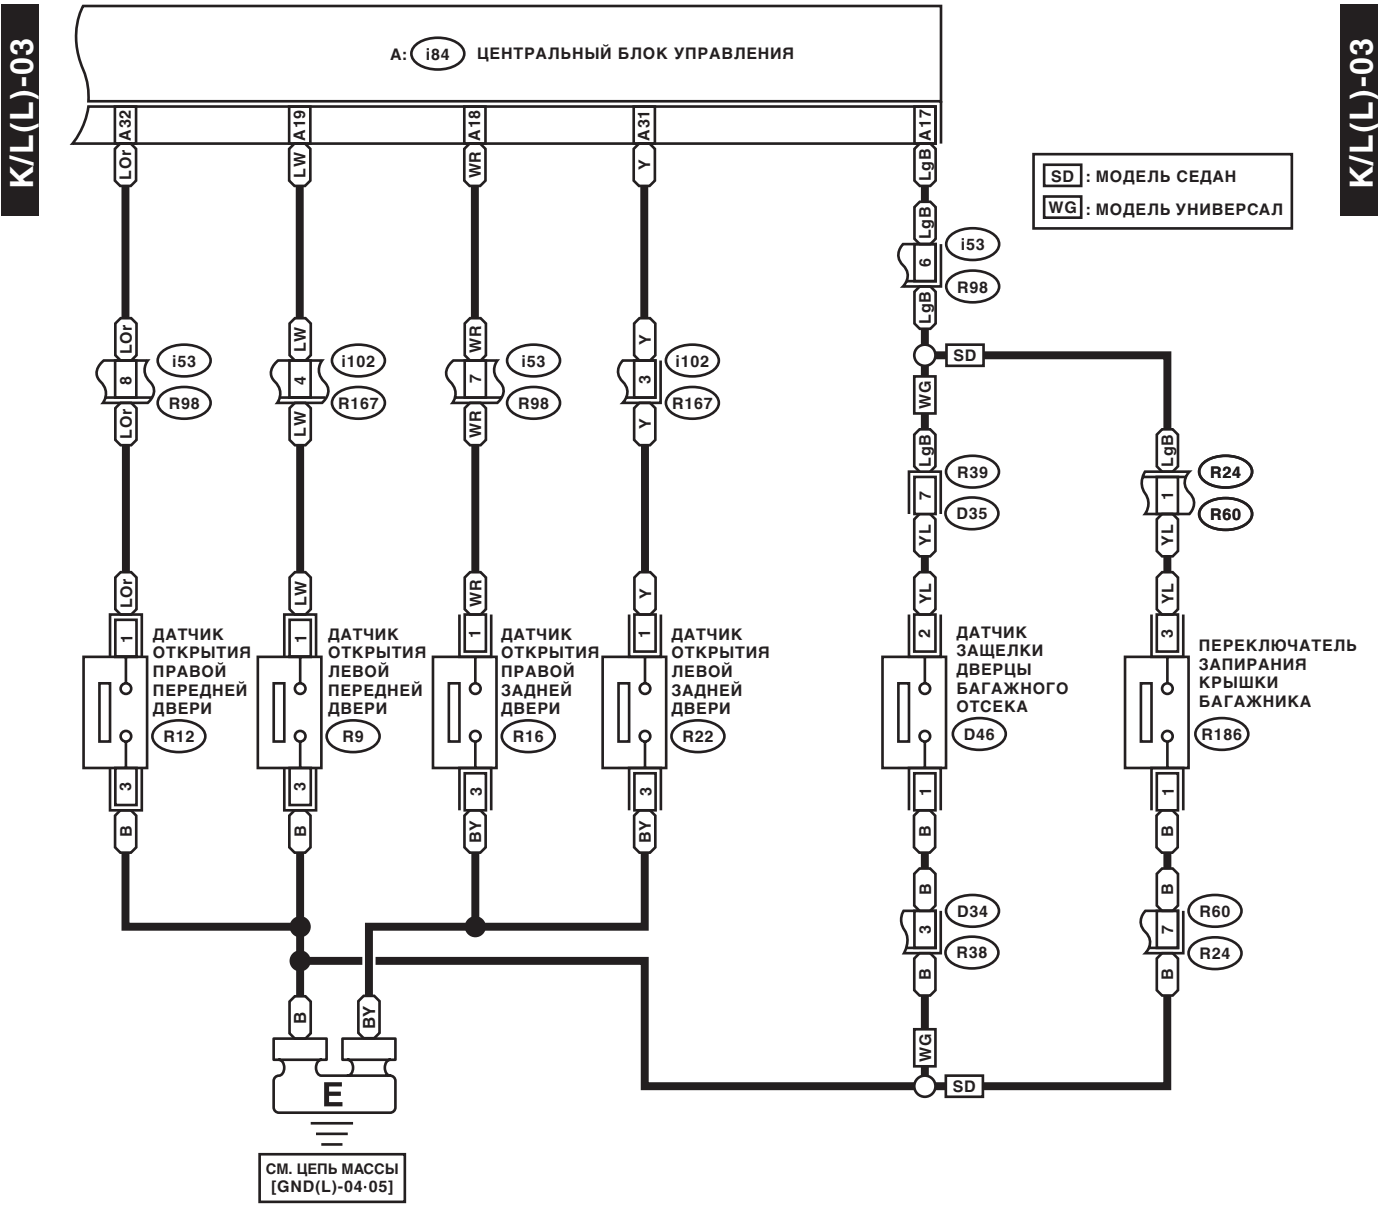 K/L(L)-03
K/L(L)-03
A: i84 ЦЕНТРАЛЬНЫЙ БЛОК УПРАВЛЕНИЯ
A32 A19 A18 A31 A17
LOr LW WR Y LgB
SD : МОДЕЛЬ СЕДАН
WG : МОДЕЛЬ УНИВЕРСАЛ
LgB
6 i53
R98
LgB
SD
WG
LOr LW WR Y
8 i53 4 i102 7 i53 3 i102
R98 R167 R98 R167
LOr LW WR Y
LgB LgB
7 R39 1 R24
D35 R60
YL YL
LOr LW WR Y YL YL
1 1 1 1 2 3
ДАТЧИК
ОТКРЫТИЯ
ПРАВОЙ
ПЕРЕДНЕЙ
ДВЕРИ
R12
ДАТЧИК
ОТКРЫТИЯ
ЛЕВОЙ
ПЕРЕДНЕЙ
ДВЕРИ
R9
ДАТЧИК
ОТКРЫТИЯ
ПРАВОЙ
ЗАДНЕЙ
ДВЕРИ
R16
ДАТЧИК
ОТКРЫТИЯ
ЛЕВОЙ
ЗАДНЕЙ
ДВЕРИ
R22
ДАТЧИК
ЗАЩЕЛКИ
ДВЕРЦЫ
БАГАЖНОГО
ОТСЕКА
D46
ПЕРЕКЛЮЧАТЕЛЬ
ЗАПИРАНИЯ
КРЫШКИ
БАГАЖНИКА
R186
3 3 3 3 1 1
B B BY BY B B
B B
3 D34 7 R60
R38 R24
B B
B BY
WG
SD
E
СМ. ЦЕПЬ МАССЫ
[GND(L)-04·05]